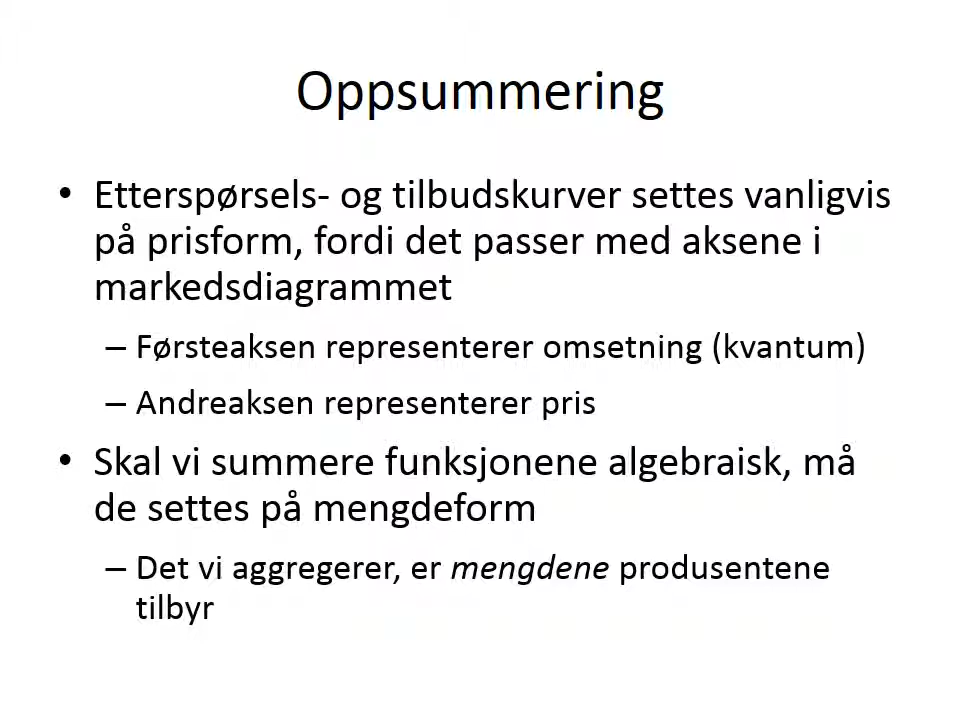 Oppsummering
• Etterspørsels- og tilbudskurver settes vanligvis
på prisform, fordi det passer med aksene i
markedsdiagrammet
– Førsteaksen representerer omsetning (kvantum)
– Andreaksen representerer pris
• Skal vi summere funksjonene algebraisk, må
de settes på mengdeform
– Det vi aggregerer, er mengdene produsentene
tilbyr